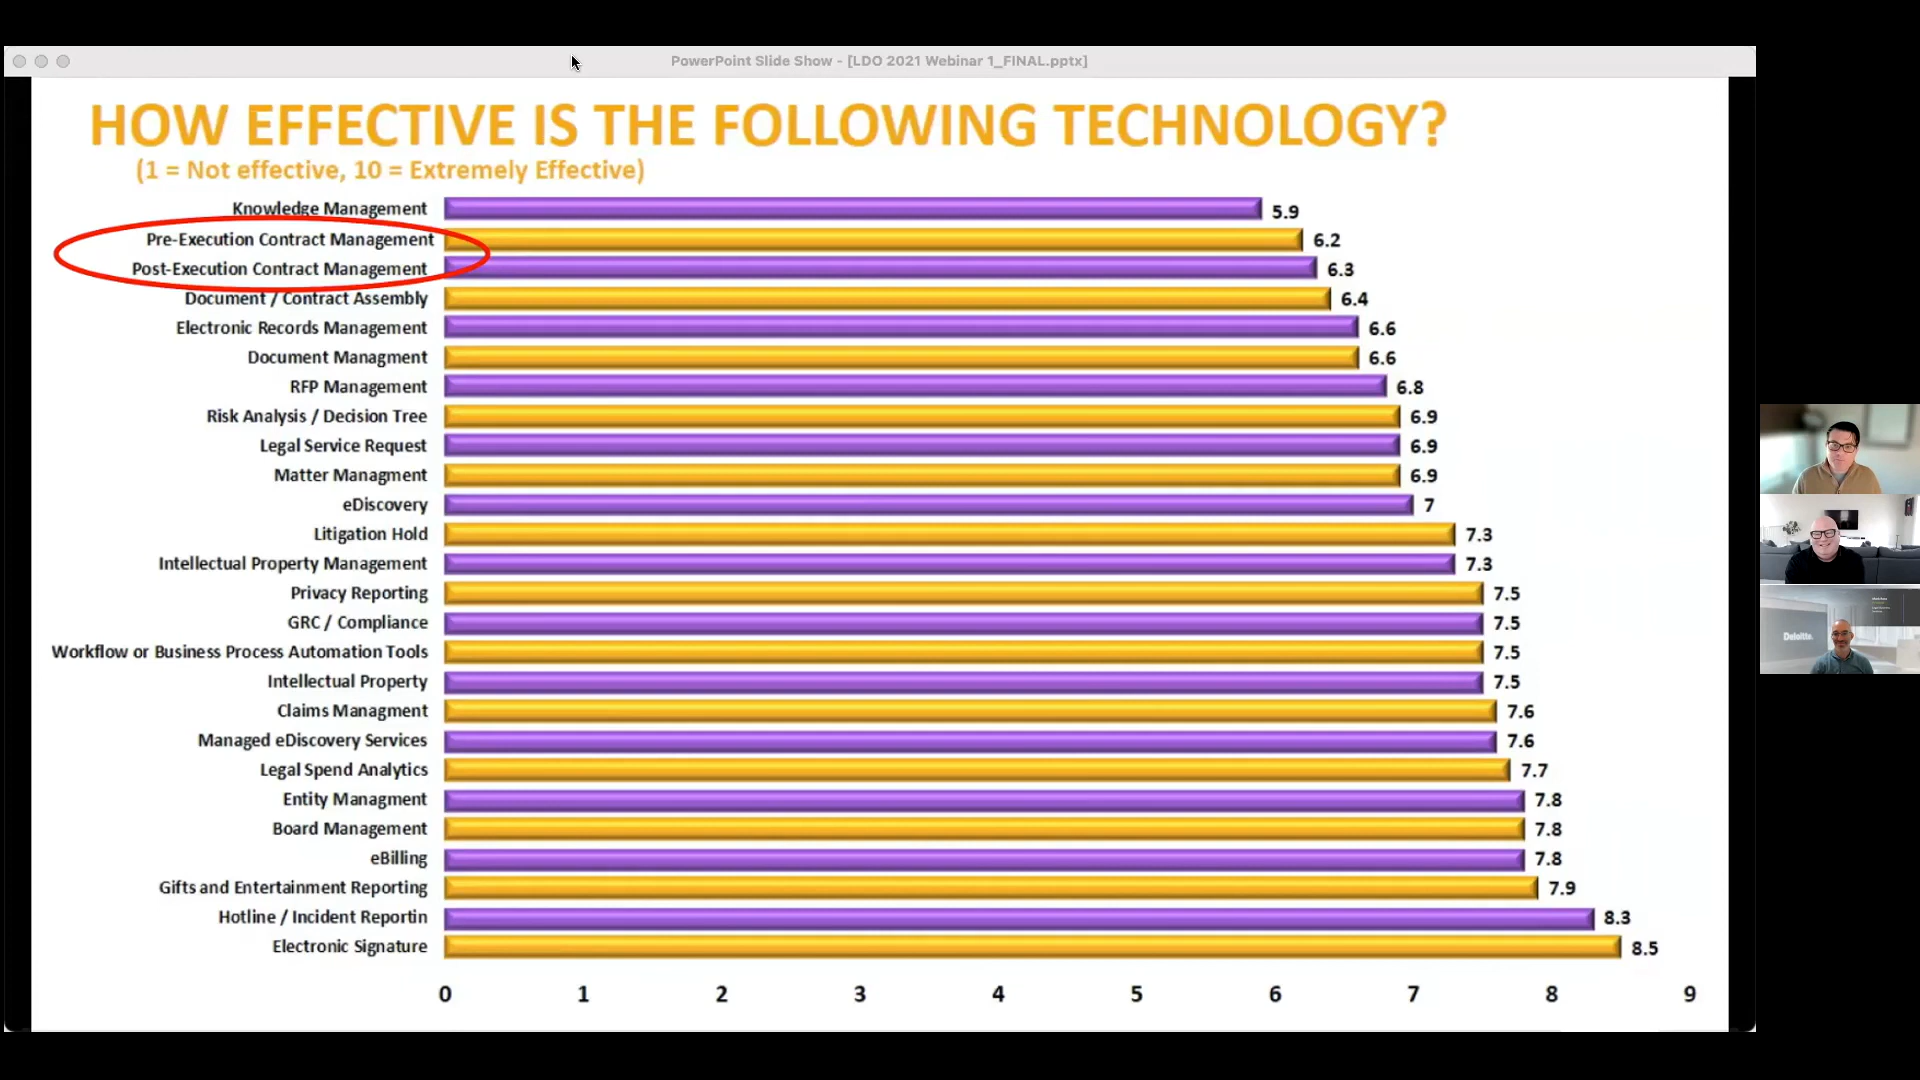 PowerPoint Slide Show - [LDO 2021 Webinar 1_FINAL.pptx]
HOW EFFECTIVE IS THE FOLLOWING TECHNOLOGY?
(1 = Not effective, 10 = Extremely Effective)
Knowledge Management 5.9
Pre-Execution Contract Management 6.2
Post-Execution Contract Management 6.3
Document / Contract Assembly 6.4
Electronic Records Management 6.6
Document Managment 6.6
RFP Management 6.8
Risk Analysis / Decision Tree 6.9
Legal Service Request 6.9
Matter Managment 6.9
eDiscovery 7
Litigation Hold 7.3
Intellectual Property Management 7.3
Privacy Reporting 7.5
GRC / Compliance 7.5
Workflow or Business Process Automation Tools 7.5
Intellectual Property 7.5
Claims Managment 7.6
Managed eDiscovery Services 7.6
Legal Spend Analytics 7.7
Entity Managment 7.8
Board Management 7.8
eBilling 7.8
Gifts and Entertainment Reporting 7.9
Hotline / Incident Reportin 8.3
Electronic Signature 8.5
0 1 2 3 4 5 6 7 8 9
Deloitte.